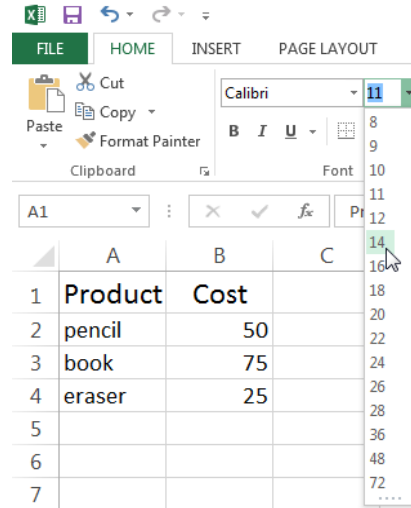 FILE HOME INSERT PAGE LAYOUT
Cut
Calibri 11
Copy
Paste
B I U
Format Painter
Clipboard Font
8
9
10
11
12
14
16
18
20
22
24
26
28
36
48
72
A1 fx Pr
A B C
1 Product Cost
2 pencil 50
3 book 75
4 eraser 25
5
6
7